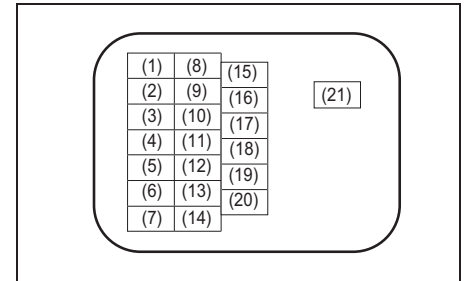 (1) (8) (15)
(2) (9) (16) (21)
(3) (10) (17)
(4) (11) (18)
(5) (12) (19)
(6) (13) (20)
(7) (14)